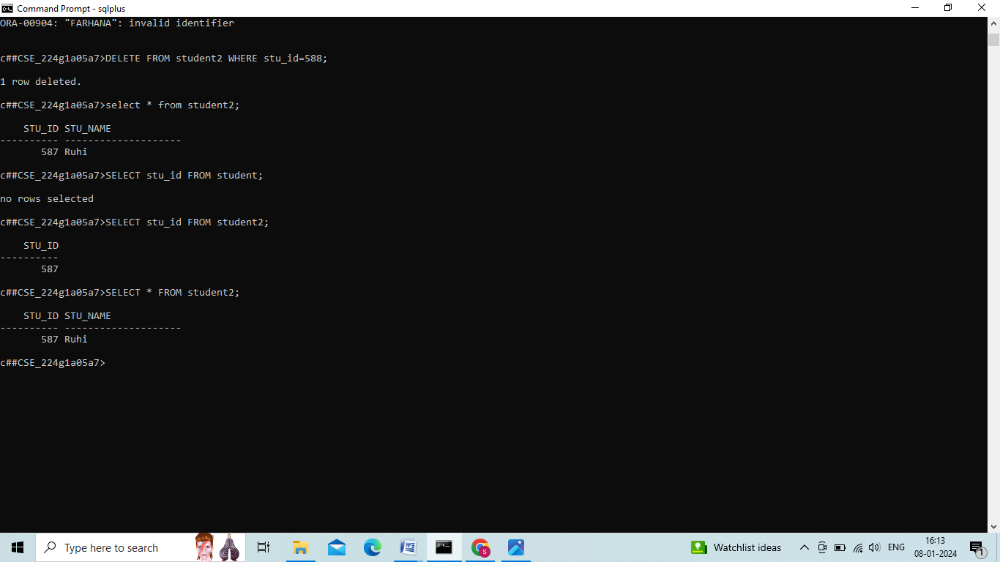 Command Prompt - sqlplus
ORA-00904: "FARHANA": invalid identifier
c##CSE_224g1a05a7>DELETE FROM student2 WHERE stu_id=588;
1 row deleted.
c##CSE_224g1a05a7>select * from student2;
    STU_ID STU_NAME
---------- --------------------
       587 Ruhi
c##CSE_224g1a05a7>SELECT stu_id FROM student;
no rows selected
c##CSE_224g1a05a7>SELECT stu_id FROM student2;
    STU_ID
----------
       587
c##CSE_224g1a05a7>SELECT * FROM student2;
    STU_ID STU_NAME
---------- --------------------
       587 Ruhi
c##CSE_224g1a05a7>
Type here to search
Watchlist ideas
ENG
16:13
08-01-2024
1